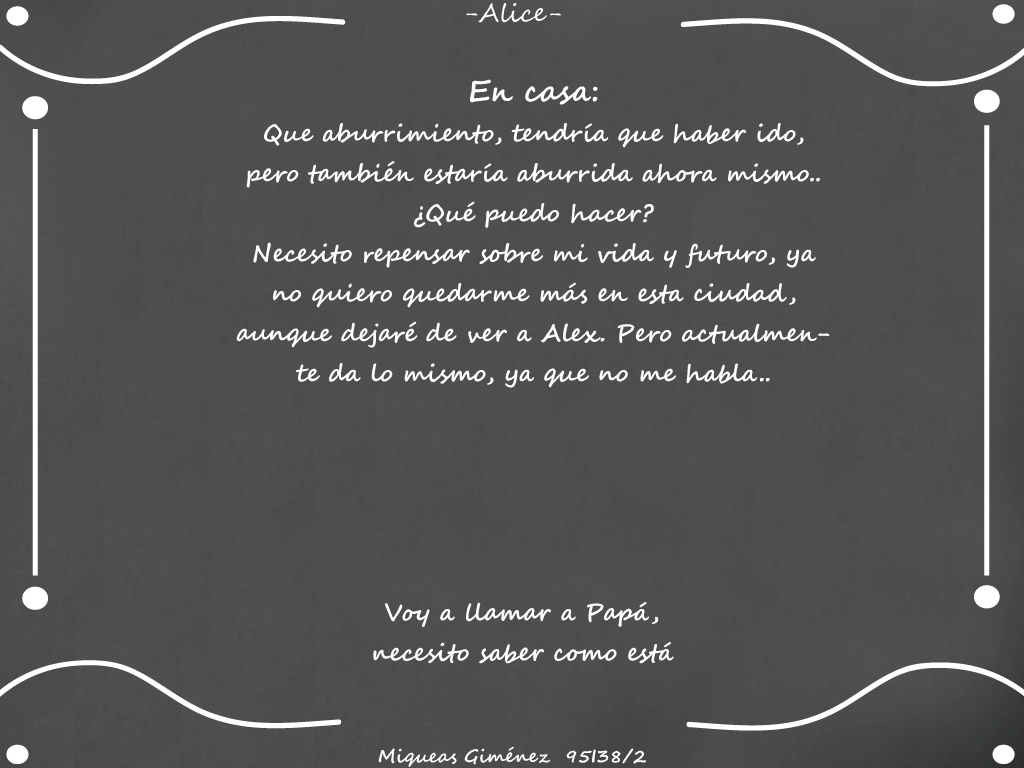 -Alice-
En casa:
Que aburrimiento, tendría que haber ido,
pero también estaría aburrida ahora mismo..
¿Qué puedo hacer?
Necesito repensar sobre mi vida y futuro, ya
no quiero quedarme más en esta ciudad,
aunque dejaré de ver a Alex. Pero actualmen-
te da lo mismo, ya que no me habla..
Voy a llamar a Papá,
necesito saber como está
Miqueas Giménez 95138/2